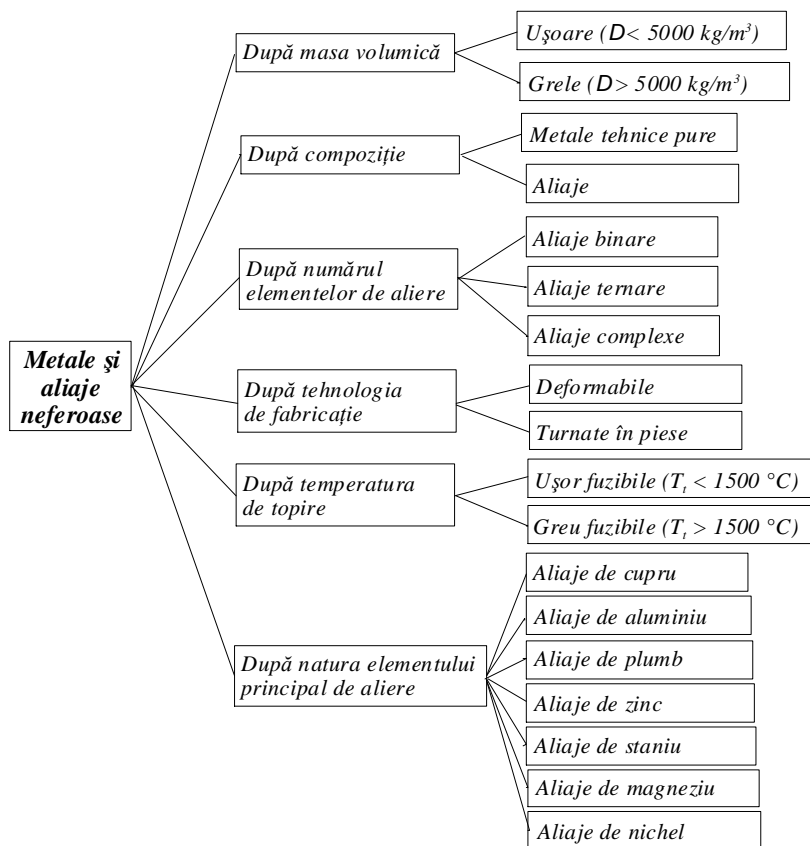 Metale şi
aliaje
neferoase
După masa volumică
Uşoare (D< 5000 kg/m³)
Grele (D> 5000 kg/m³)
După compoziţie
Metale tehnice pure
Aliaje
După numărul
elementelor de aliere
Aliaje binare
Aliaje ternare
Aliaje complexe
După tehnologia
de fabricaţie
Deformabile
Turnate în piese
După temperatura
de topire
Uşor fuzibile (Tₜ < 1500 °C)
Greu fuzibile (Tₜ > 1500 °C)
După natura elementului
principal de aliere
Aliaje de cupru
Aliaje de aluminiu
Aliaje de plumb
Aliaje de zinc
Aliaje de staniu
Aliaje de magneziu
Aliaje de nichel